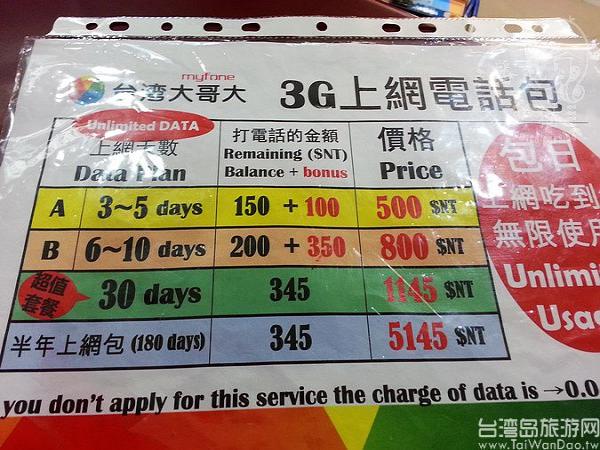 myfone
台湾大哥大
3G上網電話包
Unlimited DATA
上網天數
Data Plan
打電話的金額
Remaining ($NT)
Balance + bonus
價格
Price
A 3~5 days 150 + 100 500 $NT
B 6~10 days 200 + 350 800 $NT
超值
套餐
30 days 345 1145 $NT
半年上網包 (180 days) 345 5145 $NT
包日
上網吃到
無限使用
Unlimi
Usa
you don't apply for this service the charge of data is →0.0
台湾岛旅游网
www.TaiWanDao.tw